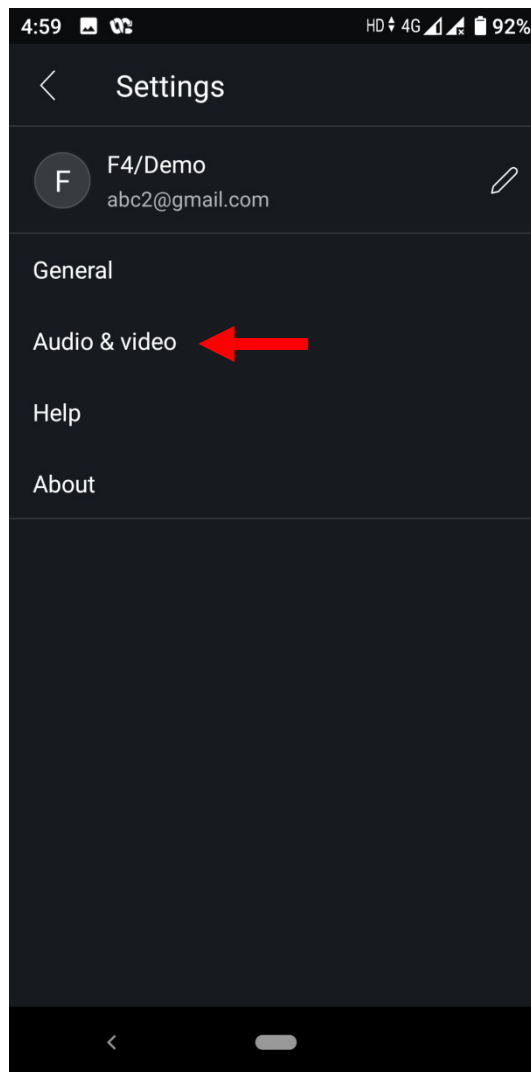 4:59 HD 4G 92%
Settings
F
F4/Demo
abc2@gmail.com
General
Audio & video
Help
About